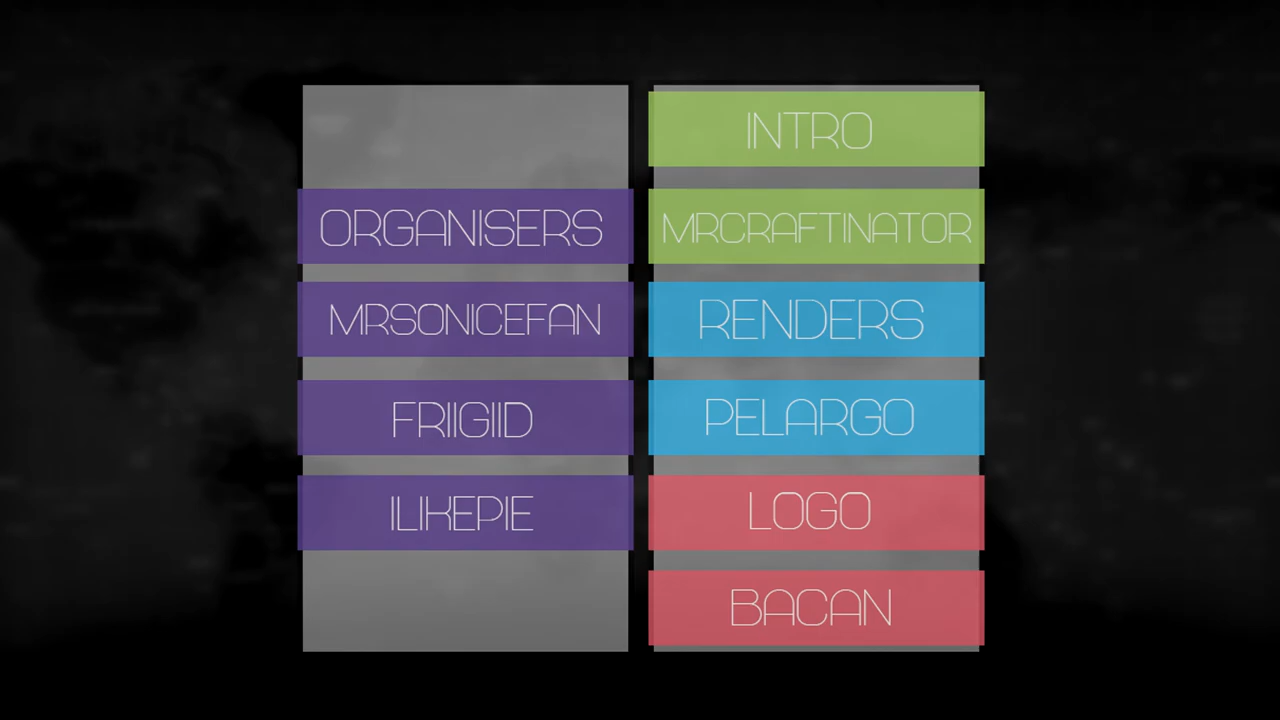 ORGANISERS
MRSONICEFAN
FRIIGIID
ILIKEPIE
INTRO
MRCRAFTINATOR
RENDERS
PELARGO
LOGO
BACAN